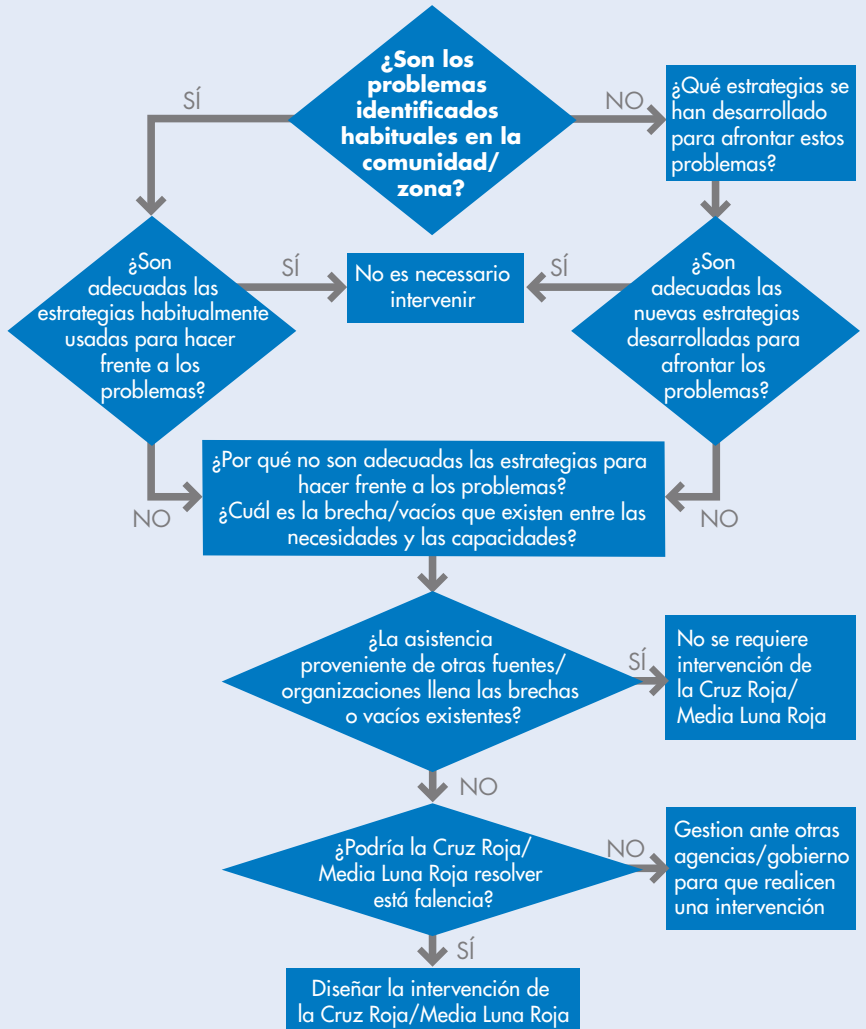 ¿Son los
problemas
identificados
habituales en la
comunidad/
zona?
SÍ
NO
¿Qué estrategias se
han desarrollado
para afrontar estos
problemas?
¿Son
adecuadas las
estrategias habitualmente
usadas para hacer
frente a los
problemas?
SÍ
No es necessario
intervenir
SÍ
¿Son
adecuadas las
nuevas estrategias
desarrolladas para
afrontar los
problemas?
NO
¿Por qué no son adecuadas las estrategias para
hacer frente a los problemas?
¿Cuál es la brecha/vacíos que existen entre las
necesidades y las capacidades?
NO
¿La asistencia
proveniente de otras fuentes/
organizaciones llena las brechas
o vacíos existentes?
SÍ
No se requiere
intervención de
la Cruz Roja/
Media Luna Roja
NO
¿Podría la Cruz Roja/
Media Luna Roja resolver
está falencia?
NO
Gestion ante otras
agencias/gobierno
para que realicen
una intervención
SÍ
Diseñar la intervención de
la Cruz Roja/Media Luna Roja